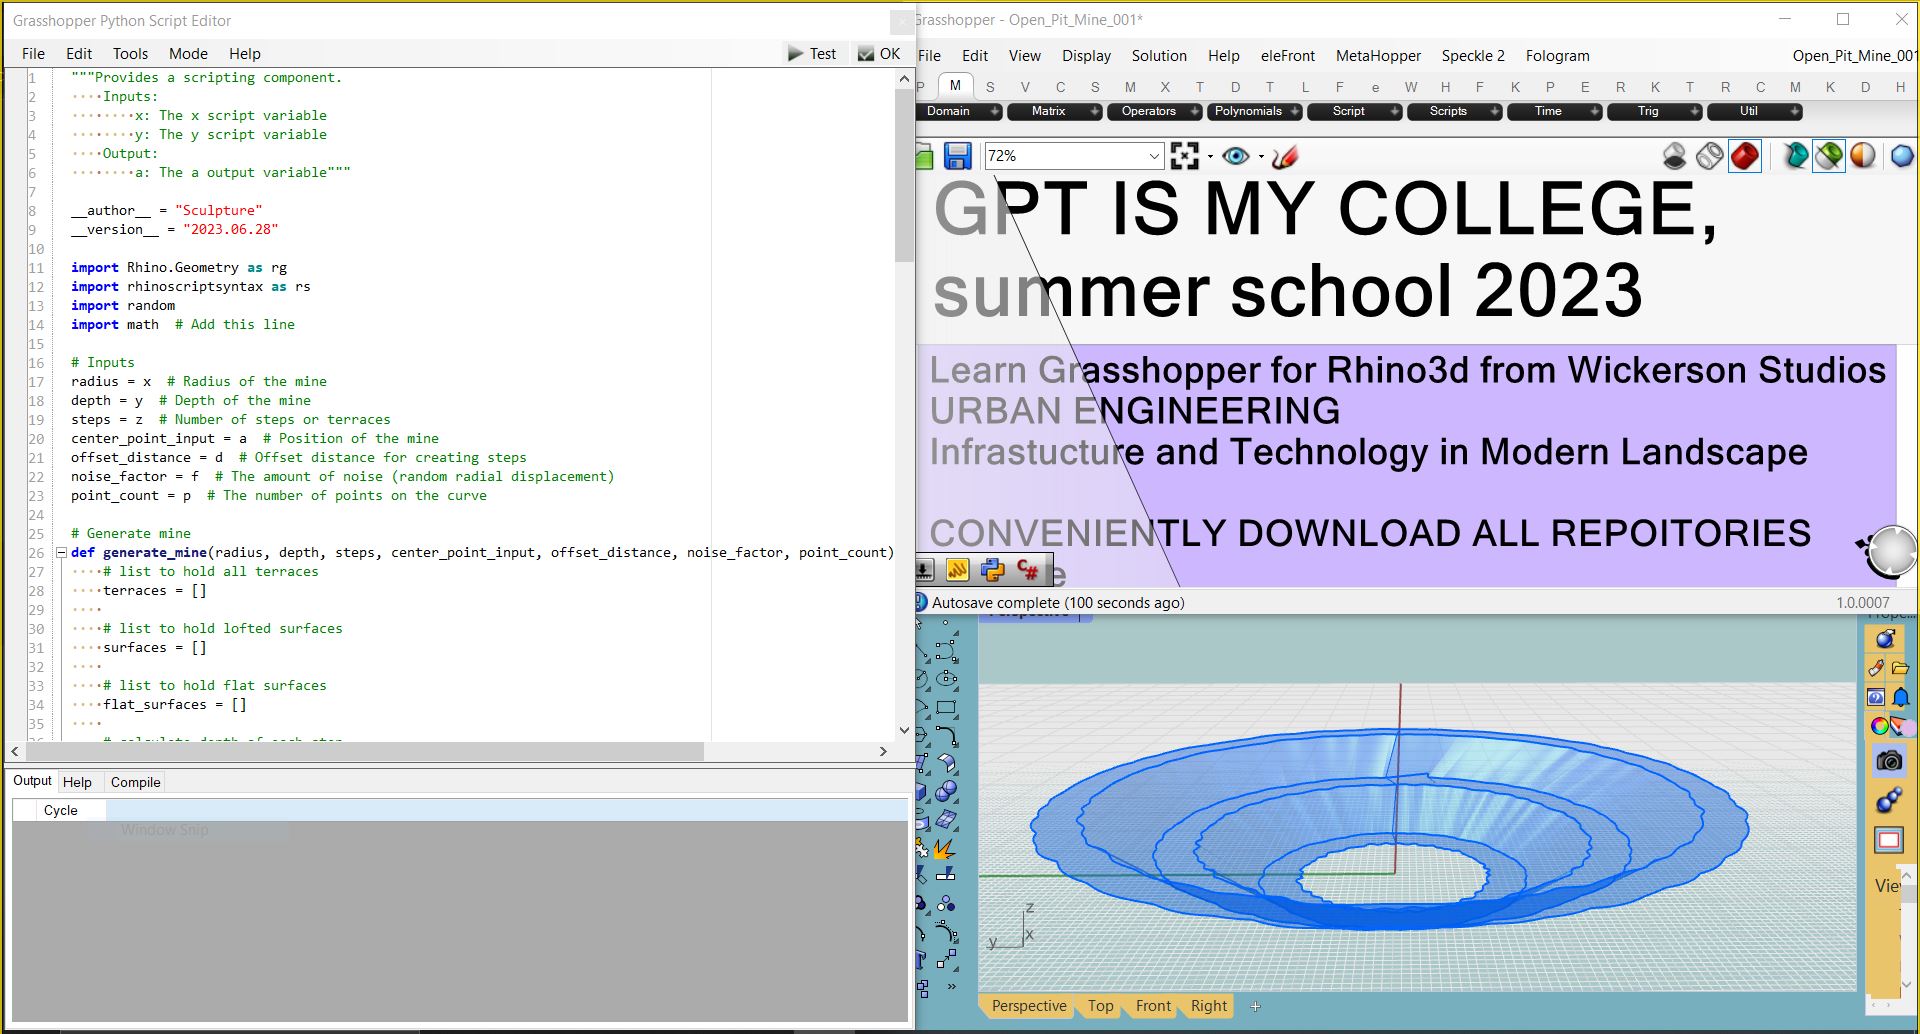 Grasshopper Python Script Editor
File Edit Tools Mode Help Test OK
1 """Provides a scripting component.
2 Inputs:
3 x: The x script variable
4 y: The y script variable
5 Output:
6 a: The a output variable"""
7
8 __author__ = "Sculpture"
9 __version__ = "2023.06.28"
10
11 import Rhino.Geometry as rg
12 import rhinoscriptsyntax as rs
13 import random
14 import math # Add this line
15
16 # Inputs
17 radius = x # Radius of the mine
18 depth = y # Depth of the mine
19 steps = z # Number of steps or terraces
20 center_point_input = a # Position of the mine
21 offset_distance = d # Offset distance for creating steps
22 noise_factor = f # The amount of noise (random radial displacement)
23 point_count = p # The number of points on the curve
24
25 # Generate mine
26 def generate_mine(radius, depth, steps, center_point_input, offset_distance, noise_factor, point_count)
27 # list to hold all terraces
28 terraces = []
29
30 # list to hold lofted surfaces
31 surfaces = []
32
33 # list to hold flat surfaces
34 flat_surfaces = []
35
Output Help Compile
Cycle
Window Snip
Grasshopper - Open_Pit_Mine_001*
File Edit View Display Solution Help eleFront MetaHopper Speckle 2 Fologram Open_Pit_Mine_001
P M S V C S M X T D T L F e W H F K P E R K T R C M K D H
Domain Matrix Operators Polynomials Script Scripts Time Trig Util
72%
GPT IS MY COLLEGE,
summer school 2023
Learn Grasshopper for Rhino3d from Wickerson Studios
URBAN ENGINEERING
Infrastucture and Technology in Modern Landscape
CONVENIENTLY DOWNLOAD ALL REPOITORIES
C#
Autosave complete (100 seconds ago) 1.0.0007
Perspective
Prope...
Vie
z
y x
Perspective Top Front Right